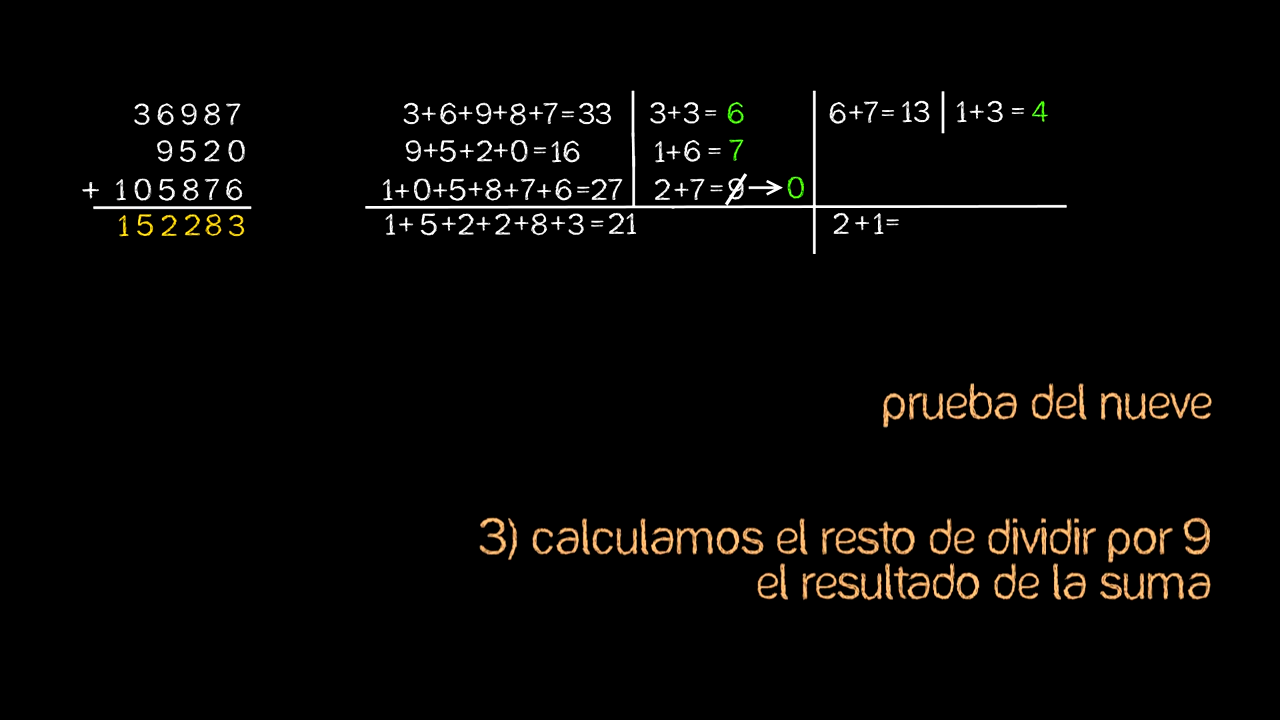 36987 3+6+9+8+7=33 3+3= 6 6+7=13 1+3=4
9520 9+5+2+0=16 1+6=7
+ 105876 1+0+5+8+7+6=27 2+7=9→0
152283 1+5+2+2+8+3=21 2+1=
prueba del nueve
3) calculamos el resto de dividir por 9
el resultado de la suma